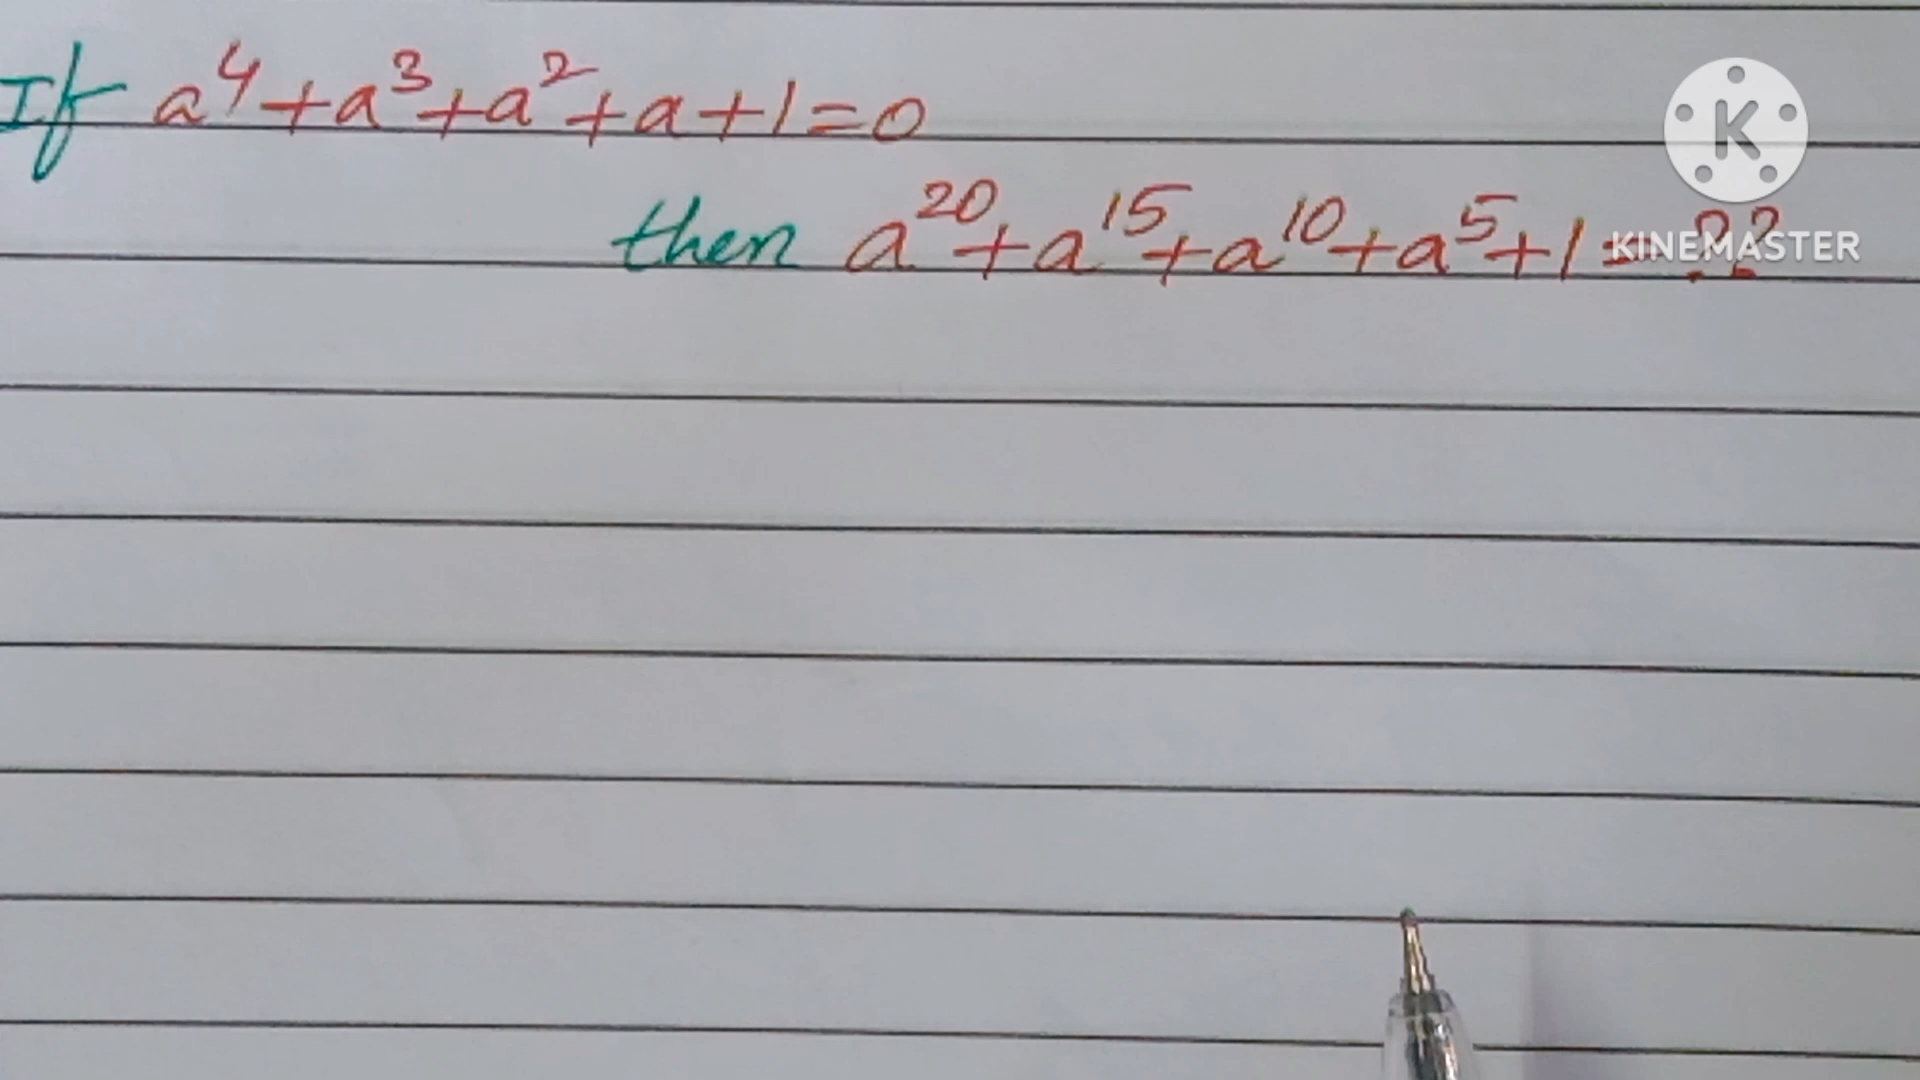 If a⁴+a³+a²+a+1=0
then a²⁰+a¹⁵+a¹⁰+a⁵+1=??
K
KINEMASTER